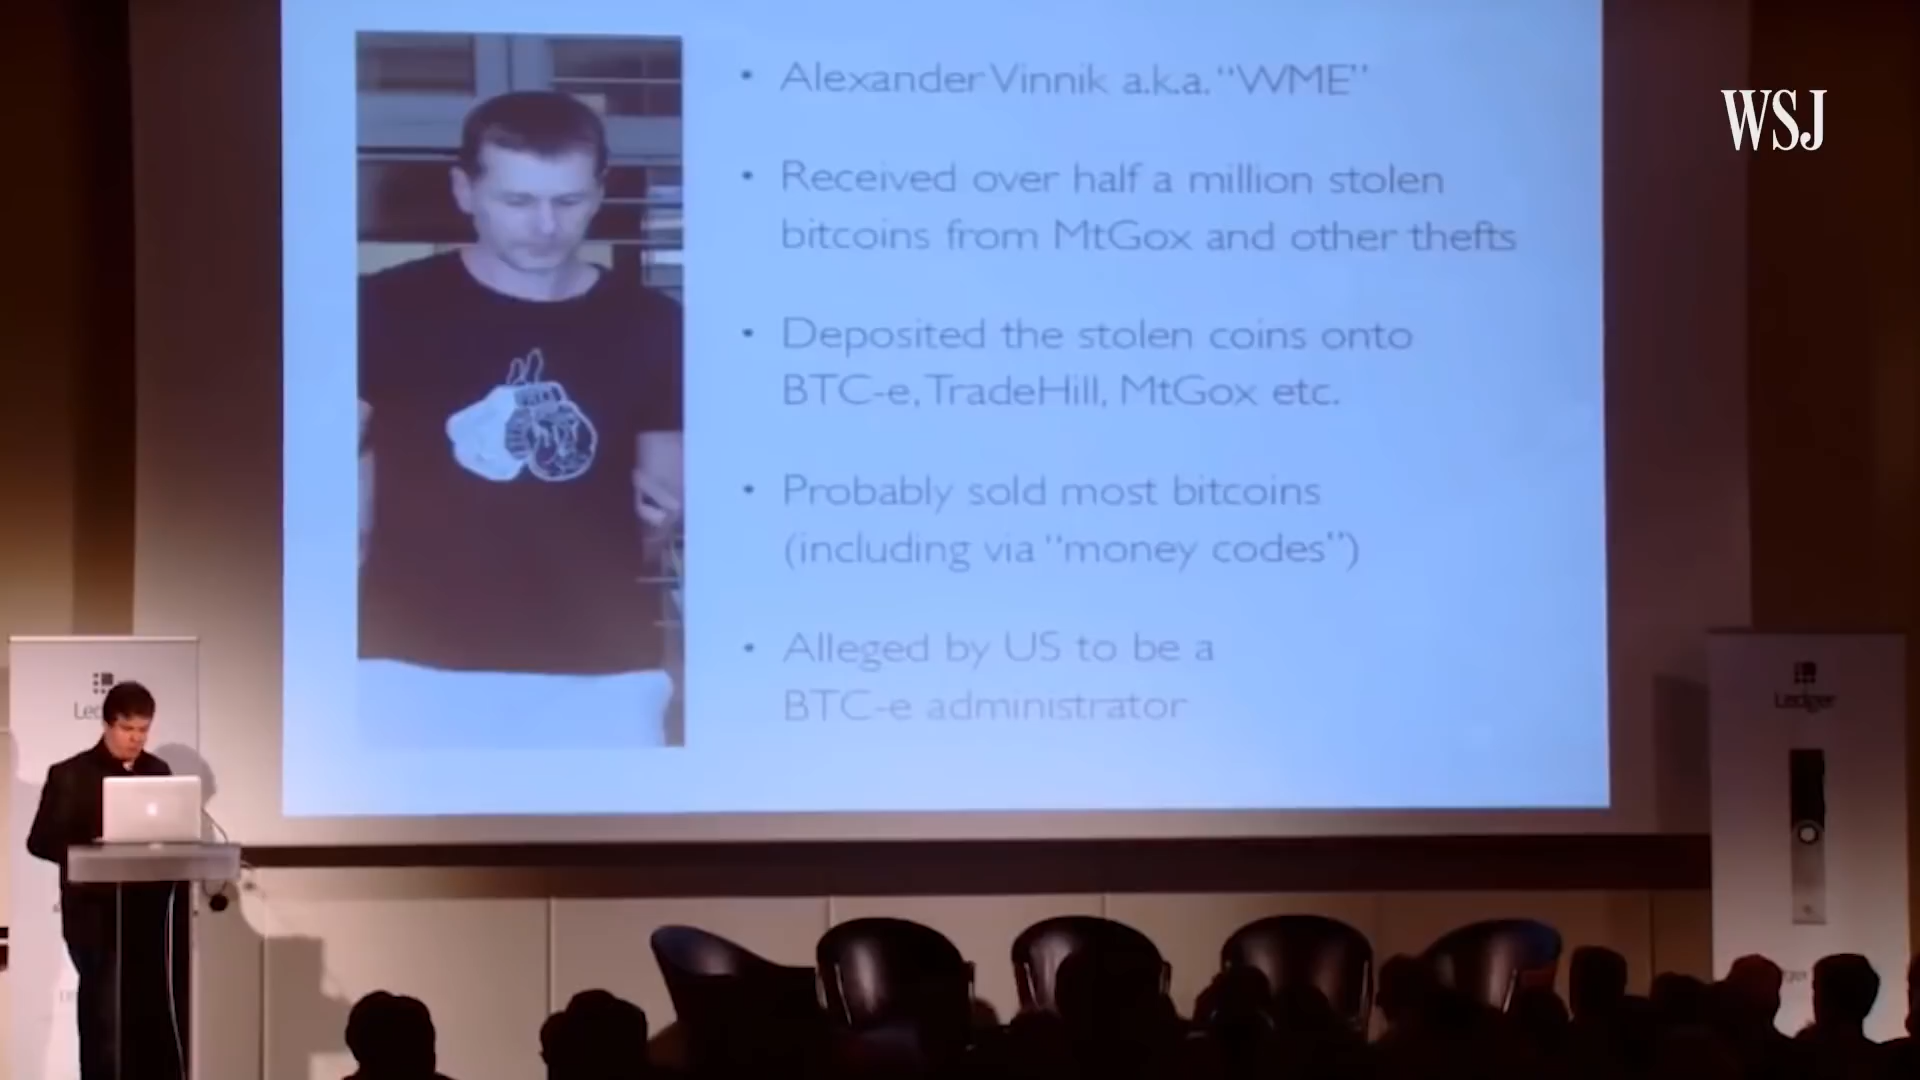 • Alexander Vinnik a.k.a. “WME”
• Received over half a million stolen
bitcoins from MtGox and other thefts
• Deposited the stolen coins onto
BTC-e, TradeHill, MtGox etc.
• Probably sold most bitcoins
(including via “money codes”)
• Alleged by US to be a
BTC-e administrator
WSJ
Ledger